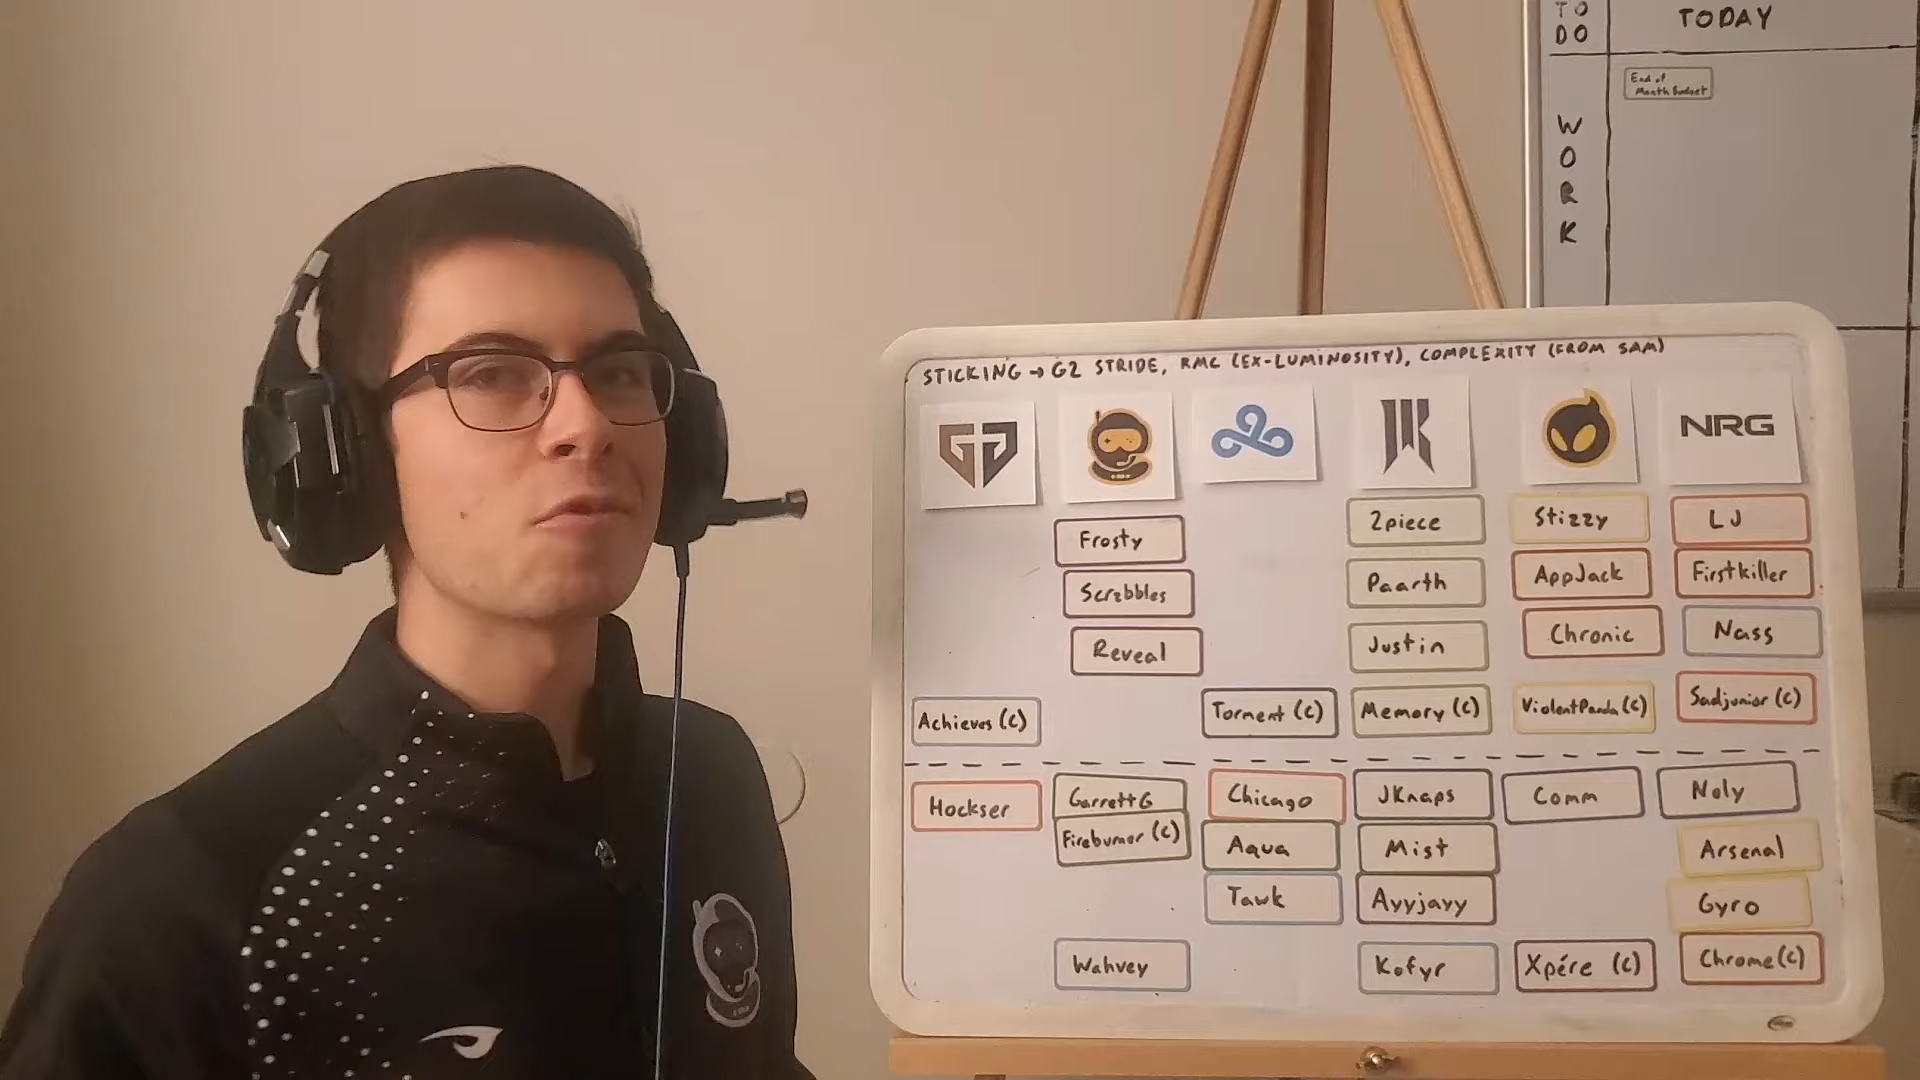 TO
DO
TODAY
End of
Month Budget
W
O
R
K
STICKING → G2 STRIDE, RMC (EX-LUMINOSITY), COMPLEXITY (FROM SAM)
NRG
Frosty
Scrabbles
Reveal
Achieves (c)
Torment (c)
2piece
Paarth
Justin
Memory (c)
Stizzy
AppJack
Chronic
ViolentPanda (c)
LJ
Firstkiller
Nass
Sadjunior (c)
Hockser
GarrettG
Fireburner (c)
Wahvey
Chicago
Aqua
Tawk
JKnaps
Mist
Ayyjayy
Kofyr
Comm
Xpére (c)
Noly
Arsenal
Gyro
Chrome (c)